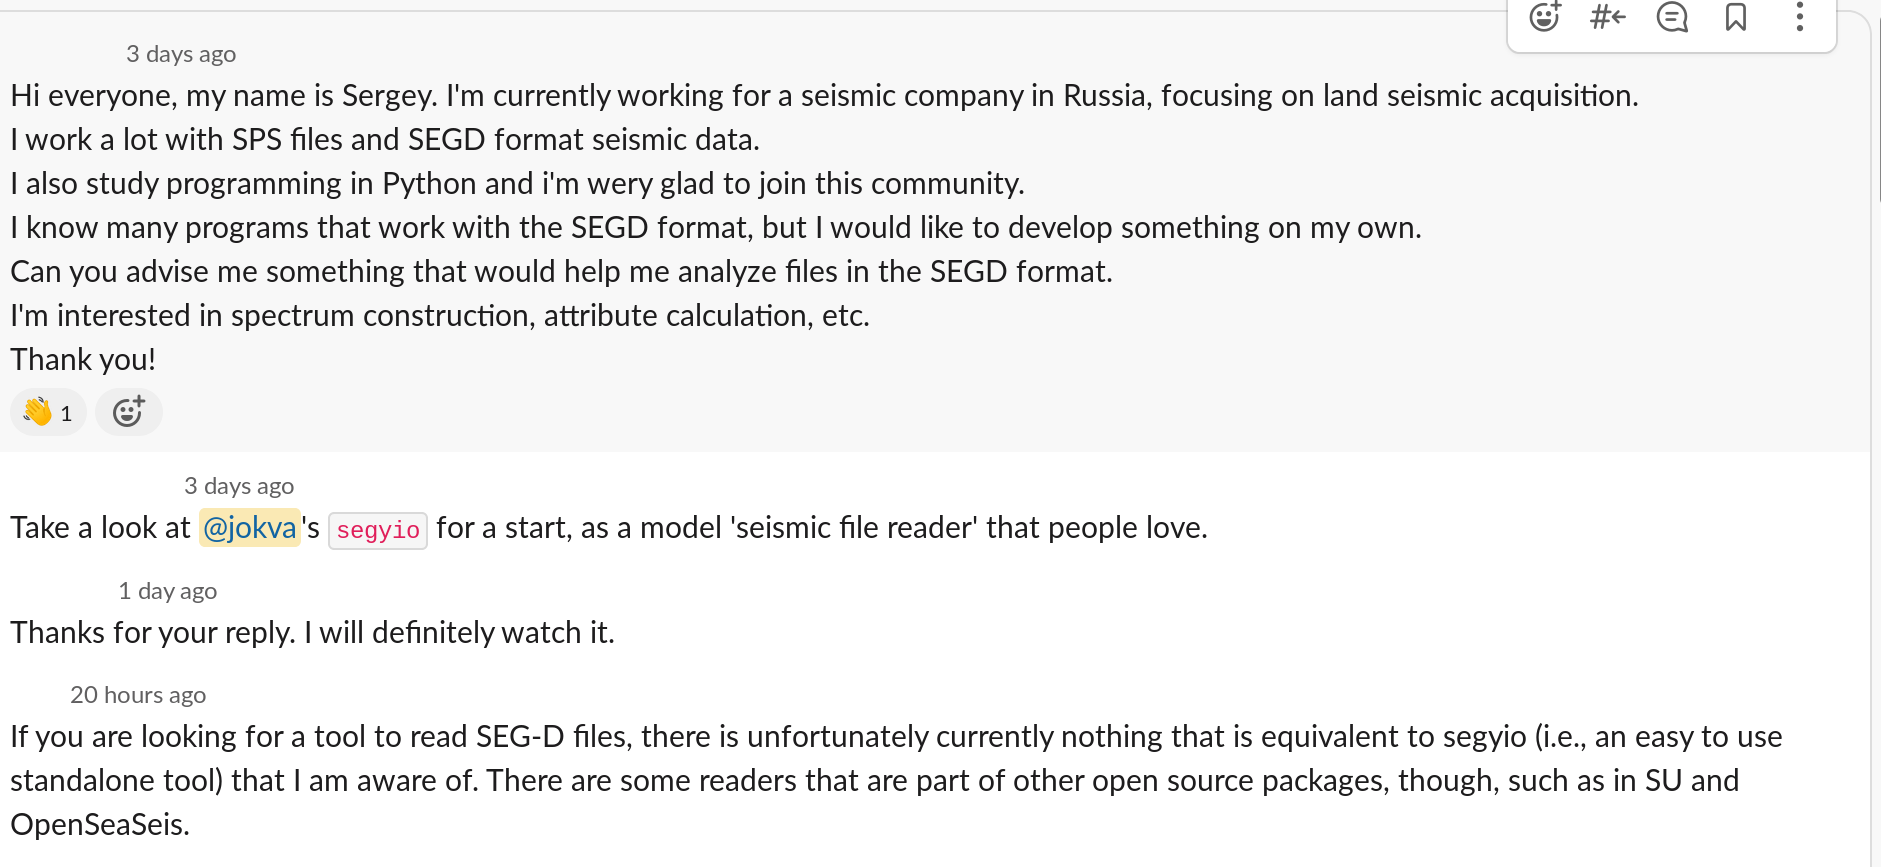 3 days ago
Hi everyone, my name is Sergey. I'm currently working for a seismic company in Russia, focusing on land seismic acquisition.
I work a lot with SPS files and SEGD format seismic data.
I also study programming in Python and i'm wery glad to join this community.
I know many programs that work with the SEGD format, but I would like to develop something on my own.
Can you advise me something that would help me analyze files in the SEGD format.
I'm interested in spectrum construction, attribute calculation, etc.
Thank you!
👋 1
3 days ago
Take a look at @jokva's segyio for a start, as a model 'seismic file reader' that people love.
1 day ago
Thanks for your reply. I will definitely watch it.
20 hours ago
If you are looking for a tool to read SEG-D files, there is unfortunately currently nothing that is equivalent to segyio (i.e., an easy to use
standalone tool) that I am aware of. There are some readers that are part of other open source packages, though, such as in SU and
OpenSeaSeis.